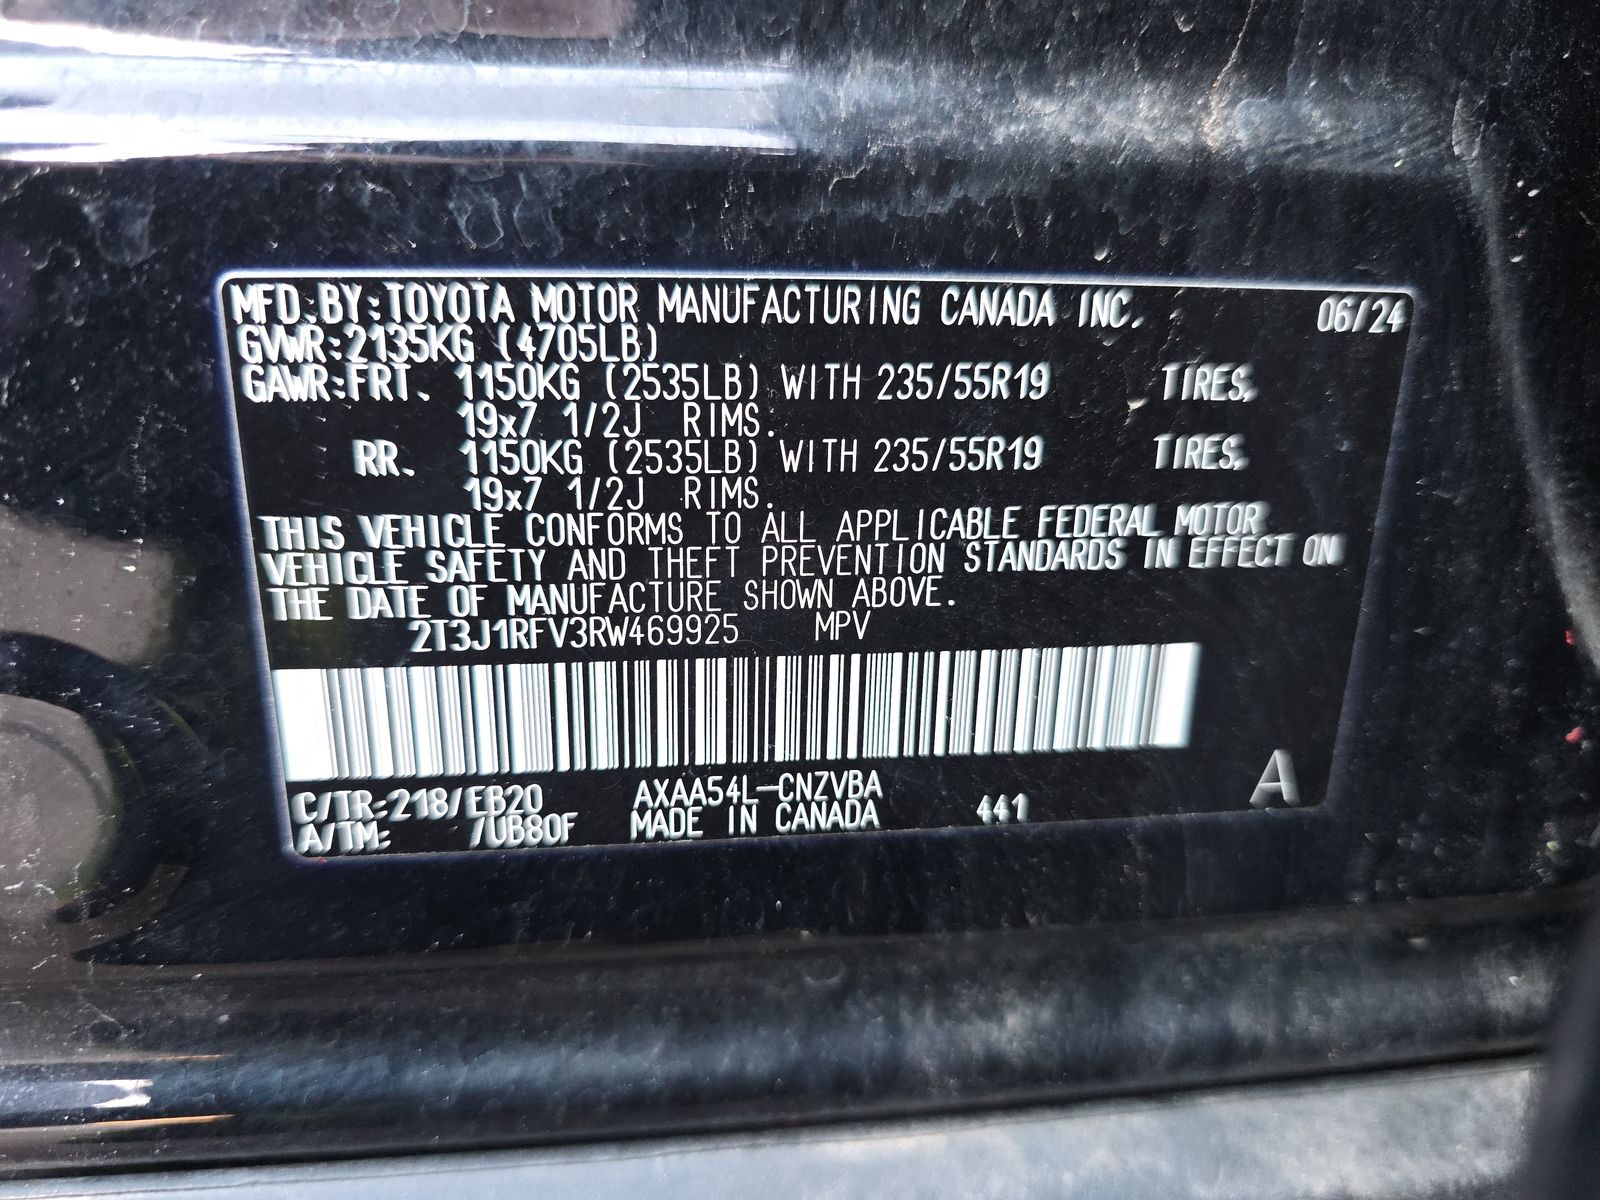 MFD.BY:TOYOTA MOTOR MANUFACTURING CANADA INC. 06/24
GVWR:2135KG (4705LB)
GAWR:FRT. 1150KG (2535LB) WITH 235/55R19 TIRES,
19x7 1/2J RIMS.
RR. 1150KG (2535LB) WITH 235/55R19 TIRES,
19x7 1/2J RIMS.
THIS VEHICLE CONFORMS TO ALL APPLICABLE FEDERAL MOTOR
VEHICLE SAFETY AND THEFT PREVENTION STANDARDS IN EFFECT ON
THE DATE OF MANUFACTURE SHOWN ABOVE.
2T3J1RFV3RW469925 MPV
C/TR:218/EB20 AXAA54L-CNZVBA 441 A
A/TM: /UB80F MADE IN CANADA